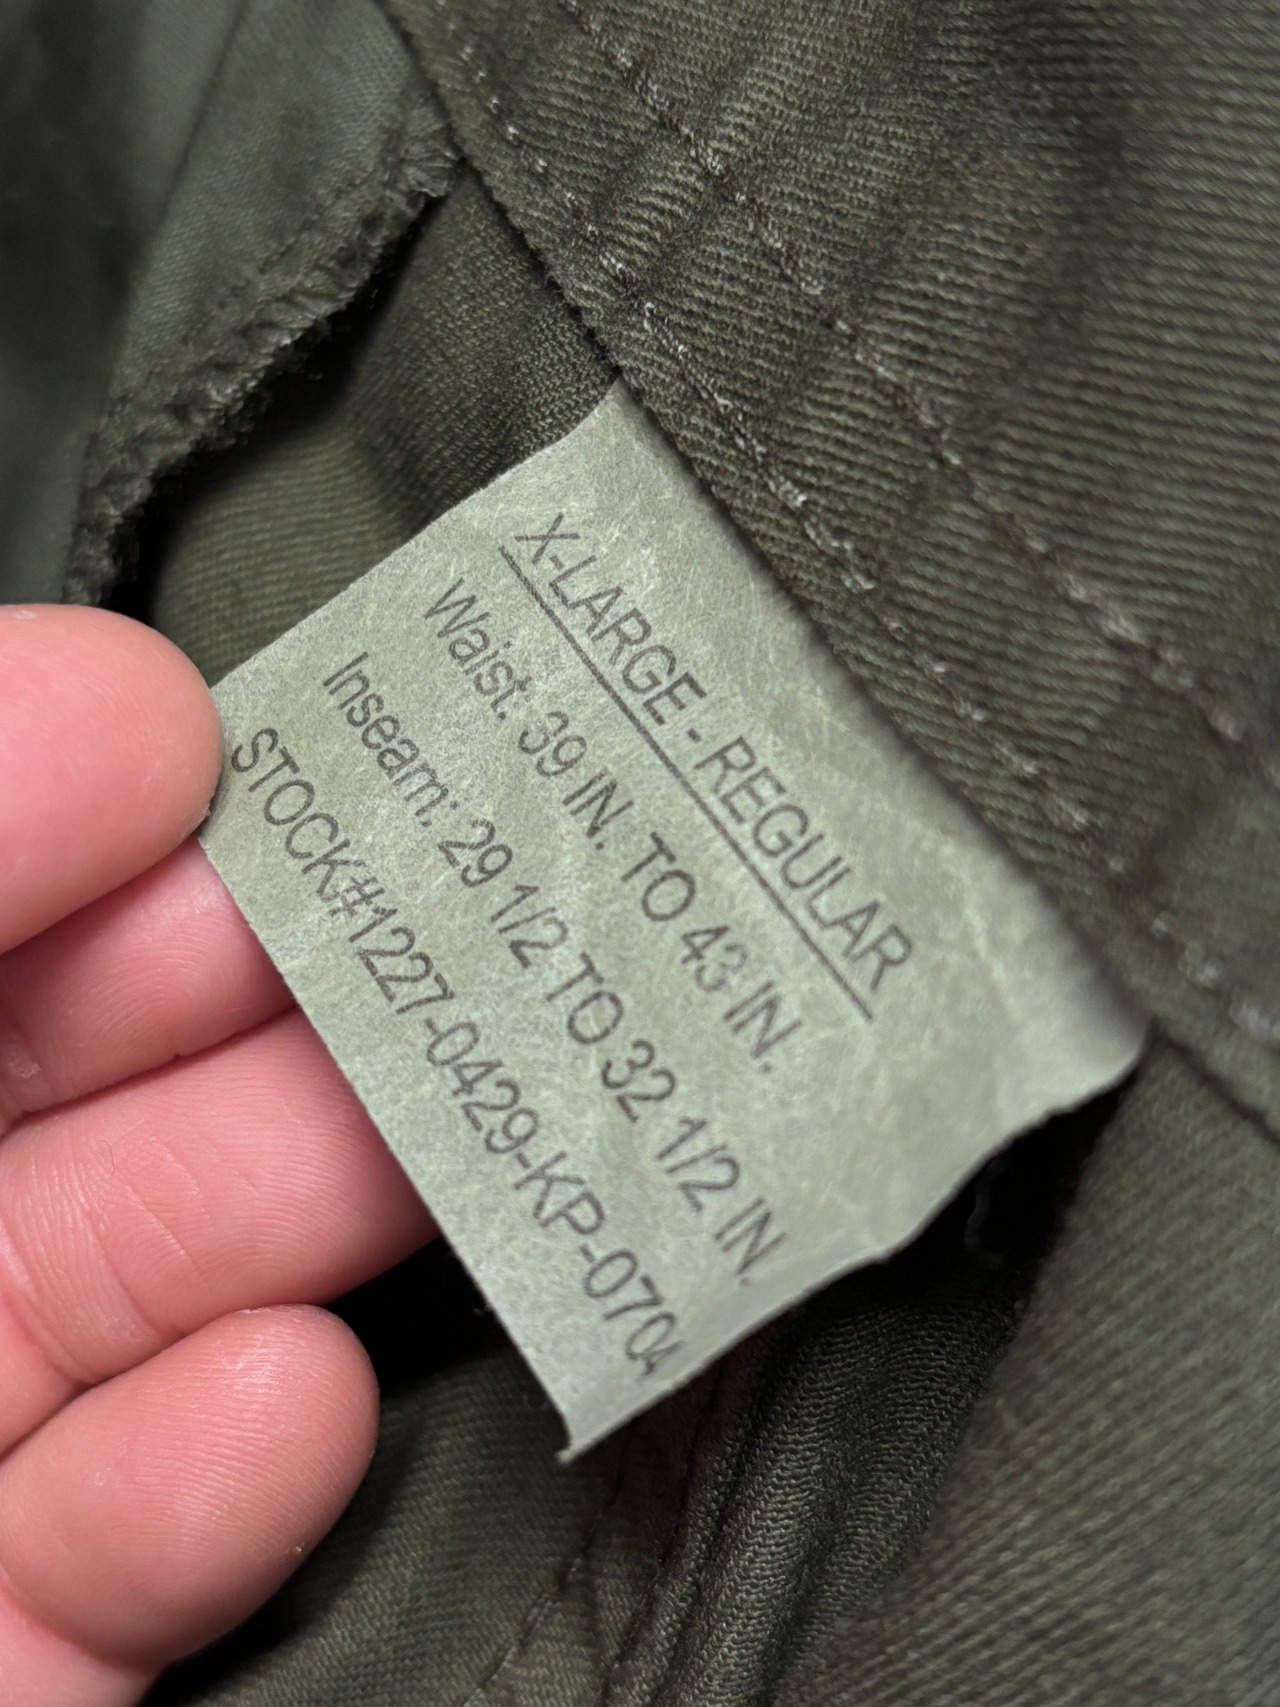 X-LARGE - REGULAR
Waist: 39 IN. TO 43 IN.
Inseam: 29 1/2 TO 32 1/2 IN.
STOCK#1227-0429-KP-0704